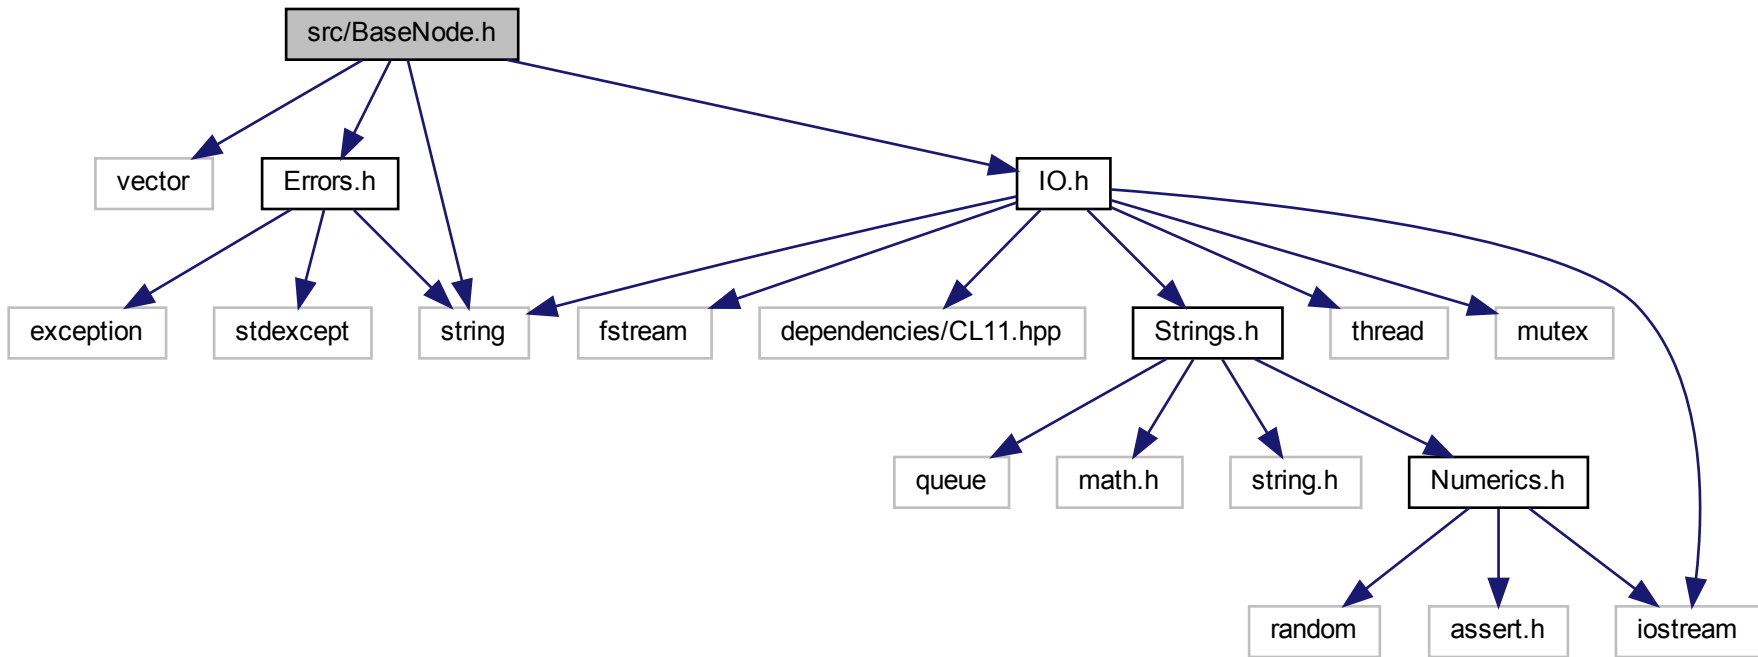 src/BaseNode.h
vector
Errors.h
IO.h
exception
stdexcept
string
fstream
dependencies/CL11.hpp
Strings.h
thread
mutex
queue
math.h
string.h
Numerics.h
random
assert.h
iostream